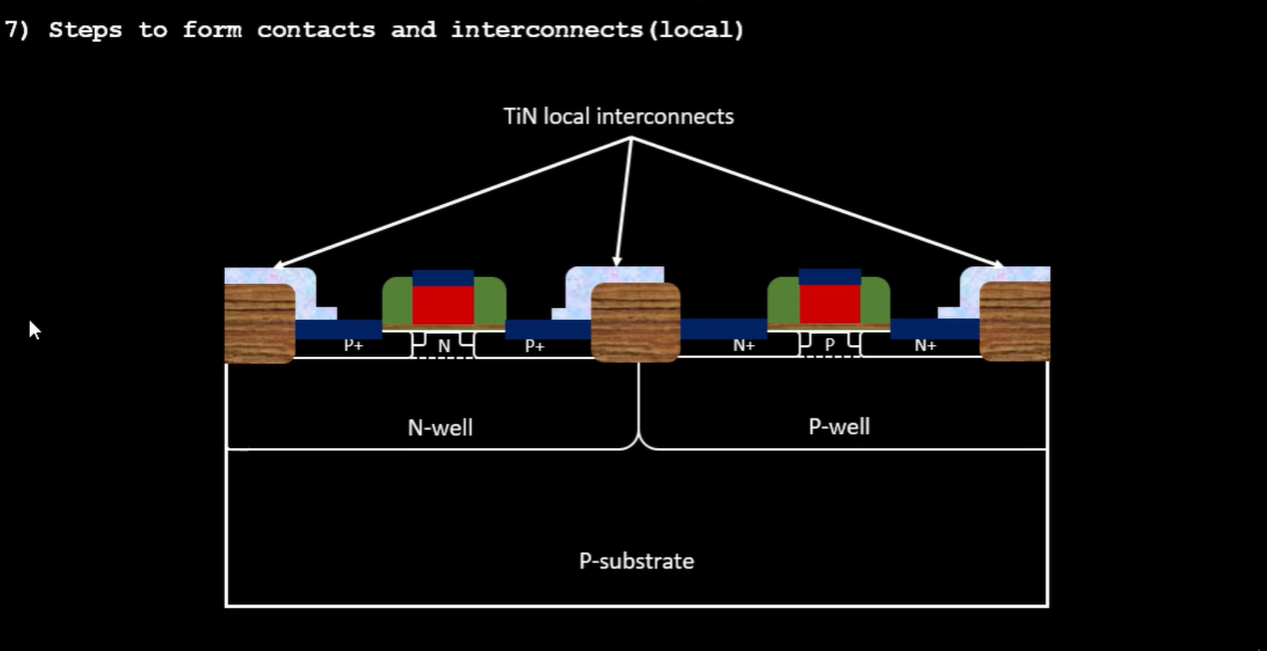 7) Steps to form contacts and interconnects(local)
TiN local interconnects
P+ N P+ N+ P N+
N-well P-well
P-substrate